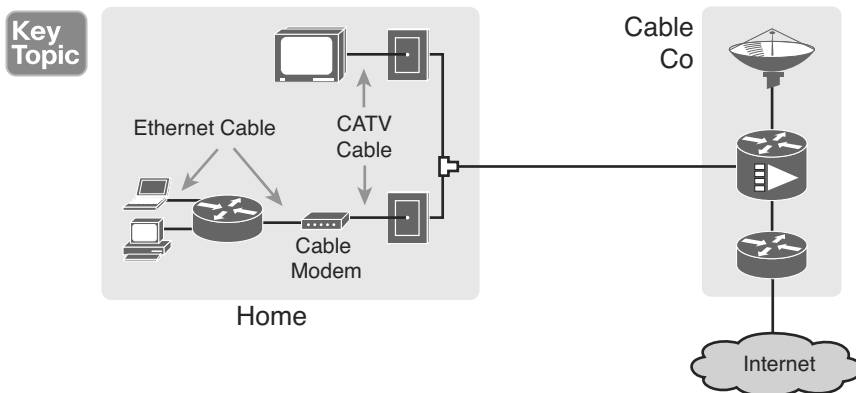 Key
Topic
Cable
Co
Ethernet Cable
CATV
Cable
Cable
Modem
Home
Internet